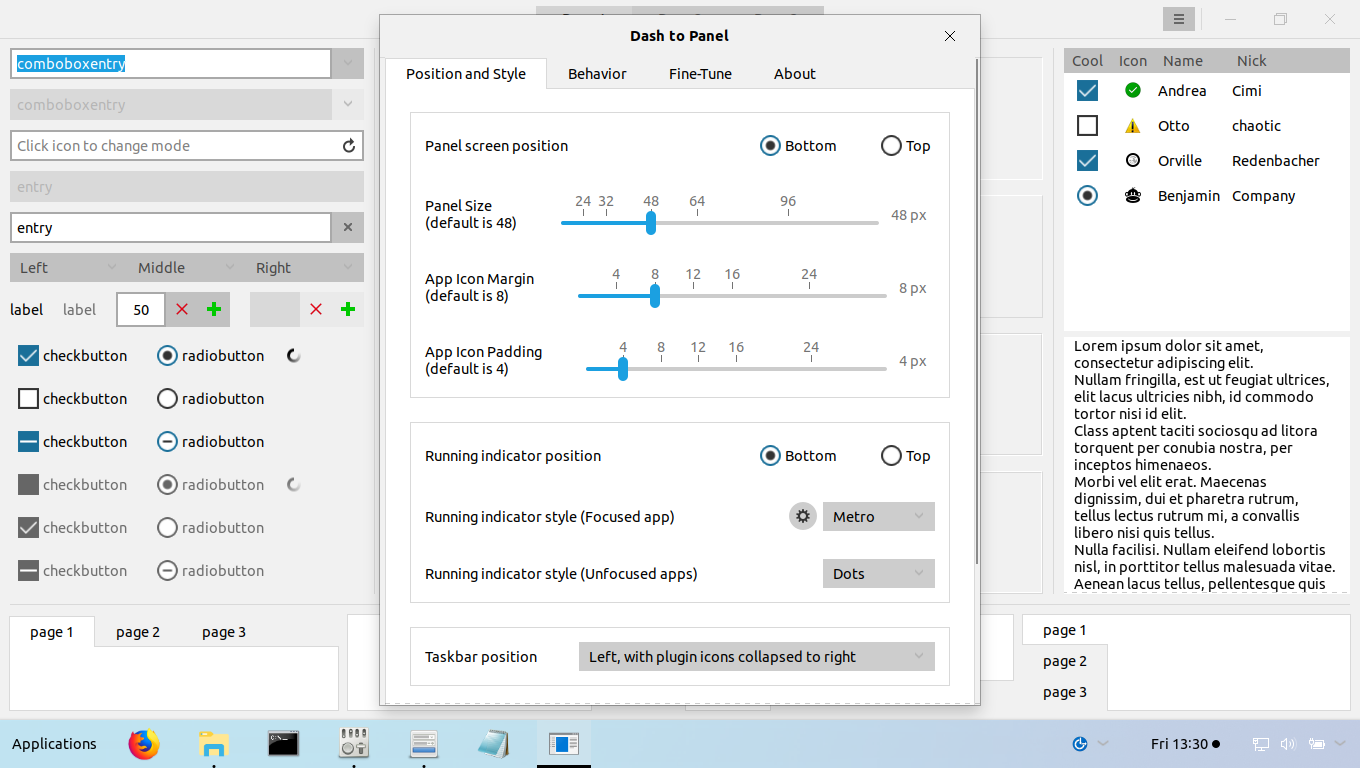 Dash to Panel
Position and Style
Behavior
Fine-Tune
About
Panel screen position
Bottom
Top
Panel Size
(default is 48)
24 32 48 64 96
48 px
App Icon Margin
(default is 8)
4 8 12 16 24
8 px
App Icon Padding
(default is 4)
4 8 12 16 24
4 px
Running indicator position
Bottom
Top
Running indicator style (Focused app)
Metro
Running indicator style (Unfocused apps)
Dots
Taskbar position
Left, with plugin icons collapsed to right
comboboxentry
comboboxentry
Click icon to change mode
entry
entry
Left
Middle
Right
label
label
50
checkbutton
radiobutton
checkbutton
radiobutton
checkbutton
radiobutton
checkbutton
radiobutton
checkbutton
radiobutton
checkbutton
radiobutton
page 1
page 2
page 3
Cool Icon Name Nick
Andrea Cimi
Otto chaotic
Orville Redenbacher
Benjamin Company
Lorem ipsum dolor sit amet,
consectetur adipiscing elit.
Nullam fringilla, est ut feugiat ultrices,
elit lacus ultricies nibh, id commodo
tortor nisi id elit.
Class aptent taciti sociosqu ad litora
torquent per conubia nostra, per
inceptos himenaeos.
Morbi vel elit erat. Maecenas
dignissim, dui et pharetra rutrum,
tellus lectus rutrum mi, a convallis
libero nisi quis tellus.
Nulla facilisi. Nullam eleifend lobortis
nisl, in porttitor tellus malesuada vitae.
Aenean lacus tellus, pellentesque quis
page 1
page 2
page 3
Applications
Fri 13:30